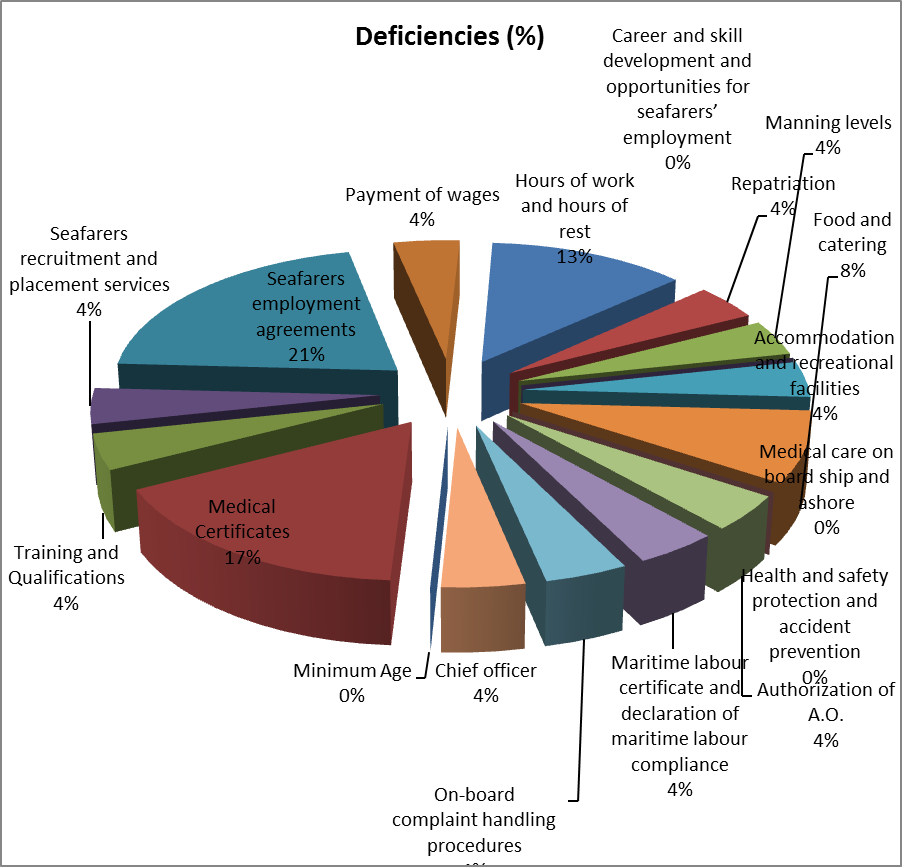 Deficiencies (%)
Career and skill
development and
opportunities for
seafarers’
employment
0%
Manning levels
4%
Repatriation
4%
Food and
catering
8%
Hours of work
and hours of
rest
13%
Payment of wages
4%
Seafarers
recruitment and
placement services
4%
Seafarers
employment
agreements
21%
Accommodation
and recreational
facilities
4%
Medical care on
board ship and
ashore
0%
Medical
Certificates
17%
Training and
Qualifications
4%
Health and safety
protection and
accident
prevention
0%
Authorization of
A.O.
4%
Maritime labour
certificate and
declaration of
maritime labour
compliance
4%
Minimum Age
0%
Chief officer
4%
On-board
complaint handling
procedures